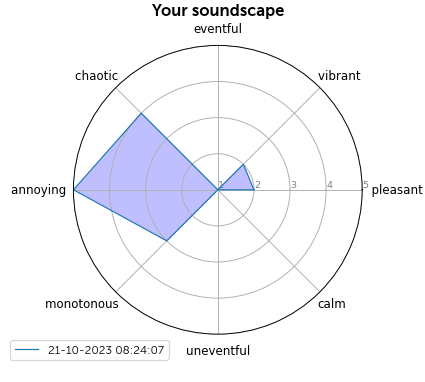 Your soundscape
eventful
chaotic
vibrant
annoying
1 2 3 4 5
pleasant
monotonous
calm
uneventful
21-10-2023 08:24:07